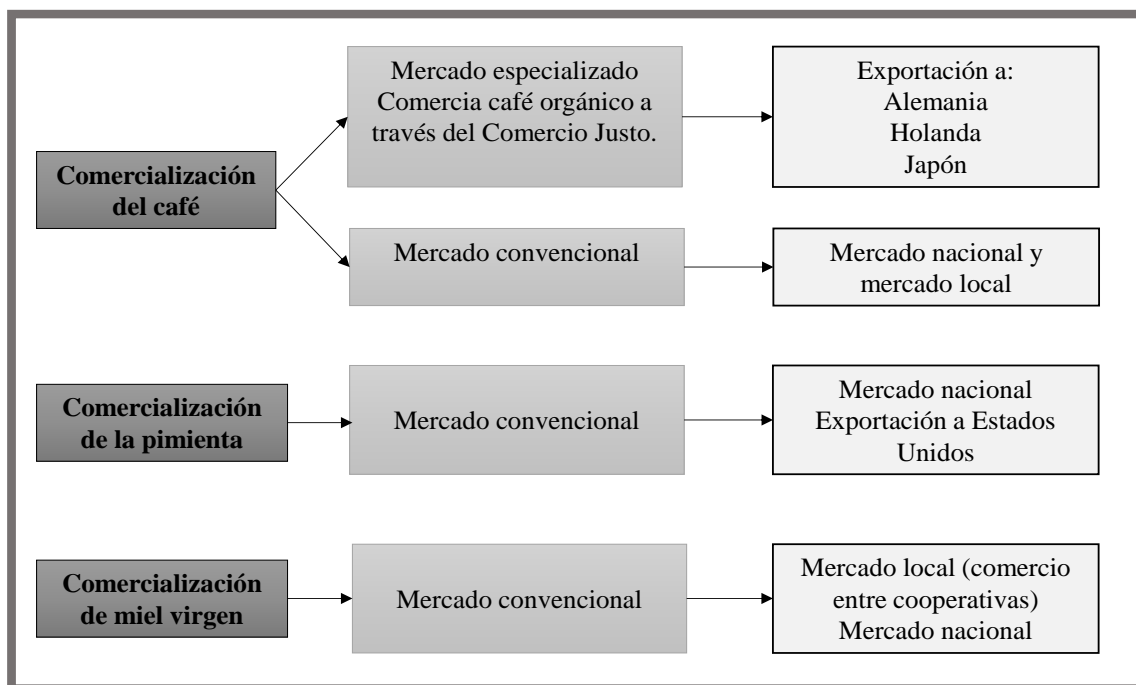 Comercialización
del café
Mercado especializado
Comercia café orgánico a
través del Comercio Justo.
Exportación a:
Alemania
Holanda
Japón
Mercado convencional
Mercado nacional y
mercado local
Comercialización
de la pimienta
Mercado convencional
Mercado nacional
Exportación a Estados
Unidos
Comercialización
de miel virgen
Mercado convencional
Mercado local (comercio
entre cooperativas)
Mercado nacional